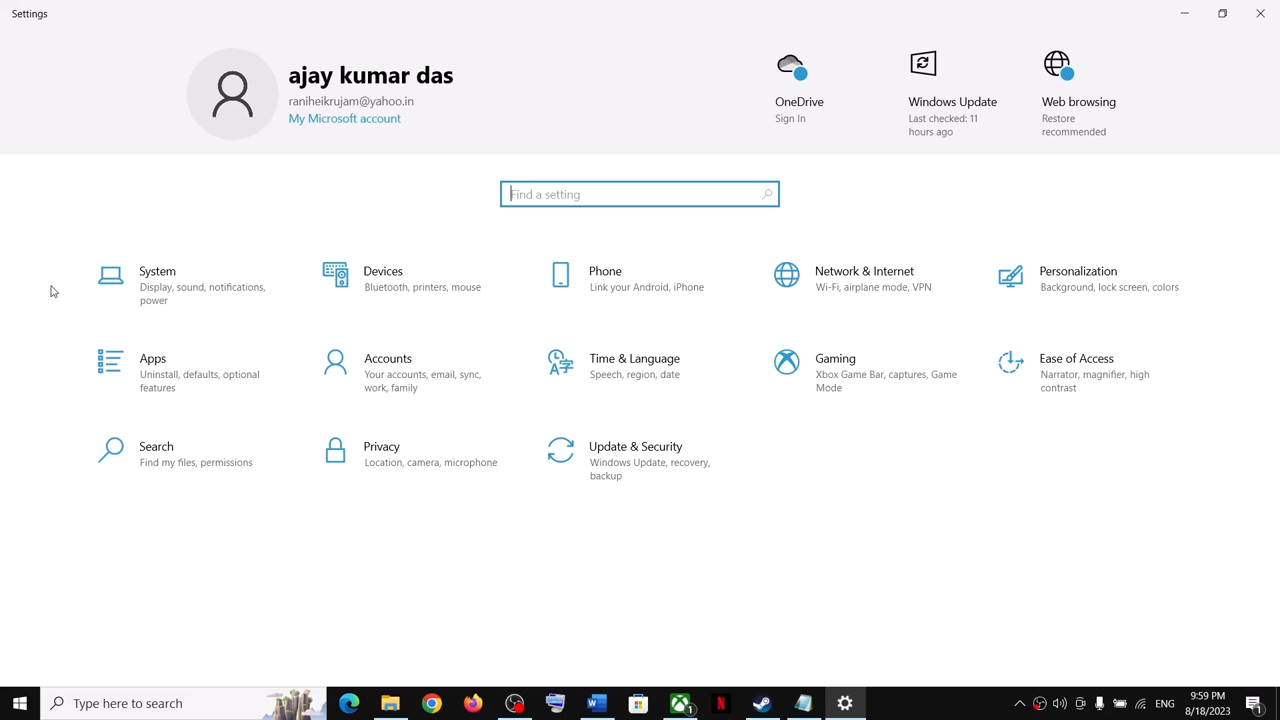 Settings
ajay kumar das
raniheikrujam@yahoo.in
My Microsoft account
OneDrive
Sign In
Windows Update
Last checked: 11
hours ago
Web browsing
Restore
recommended
Find a setting
System
Display, sound, notifications,
power
Devices
Bluetooth, printers, mouse
Phone
Link your Android, iPhone
Network & Internet
Wi-Fi, airplane mode, VPN
Personalization
Background, lock screen, colors
Apps
Uninstall, defaults, optional
features
Accounts
Your accounts, email, sync,
work, family
Time & Language
Speech, region, date
Gaming
Xbox Game Bar, captures, Game
Mode
Ease of Access
Narrator, magnifier, high
contrast
Search
Find my files, permissions
Privacy
Location, camera, microphone
Update & Security
Windows Update, recovery,
backup
Type here to search
ENG
9:59 PM
8/18/2023